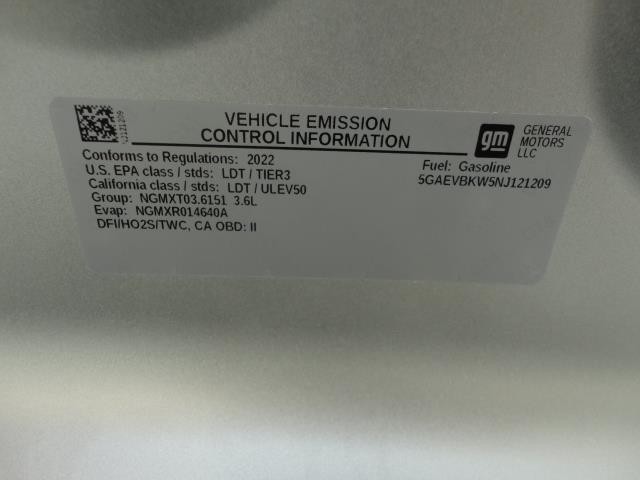 NJ121209
VEHICLE EMISSION
CONTROL INFORMATION
gm
GENERAL
MOTORS
LLC
Conforms to Regulations: 2022
U.S. EPA class / stds: LDT / TIER3
California class / stds: LDT / ULEV50
Group: NGMXT03.6151 3.6L
Evap: NGMXR014640A
DFI/HO2S/TWC, CA OBD: II
Fuel: Gasoline
5GAEVBKW5NJ121209